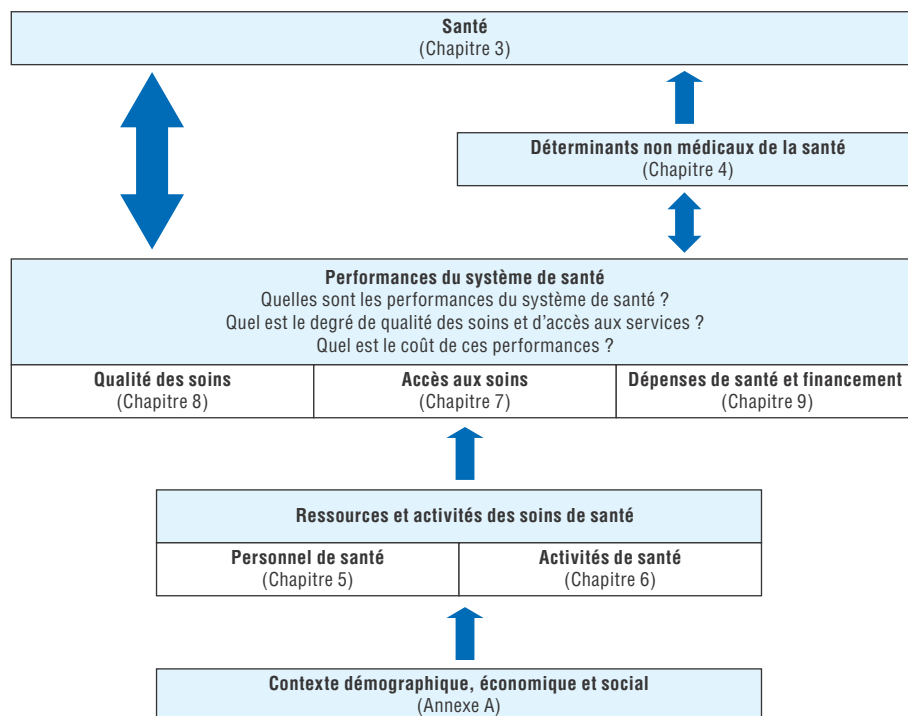 Santé
(Chapitre 3)
Déterminants non médicaux de la santé
(Chapitre 4)
Performances du système de santé
Quelles sont les performances du système de santé ?
Quel est le degré de qualité des soins et d'accès aux services ?
Quel est le coût de ces performances ?
Qualité des soins
(Chapitre 8)
Accès aux soins
(Chapitre 7)
Dépenses de santé et financement
(Chapitre 9)
Ressources et activités des soins de santé
Personnel de santé
(Chapitre 5)
Activités de santé
(Chapitre 6)
Contexte démographique, économique et social
(Annexe A)